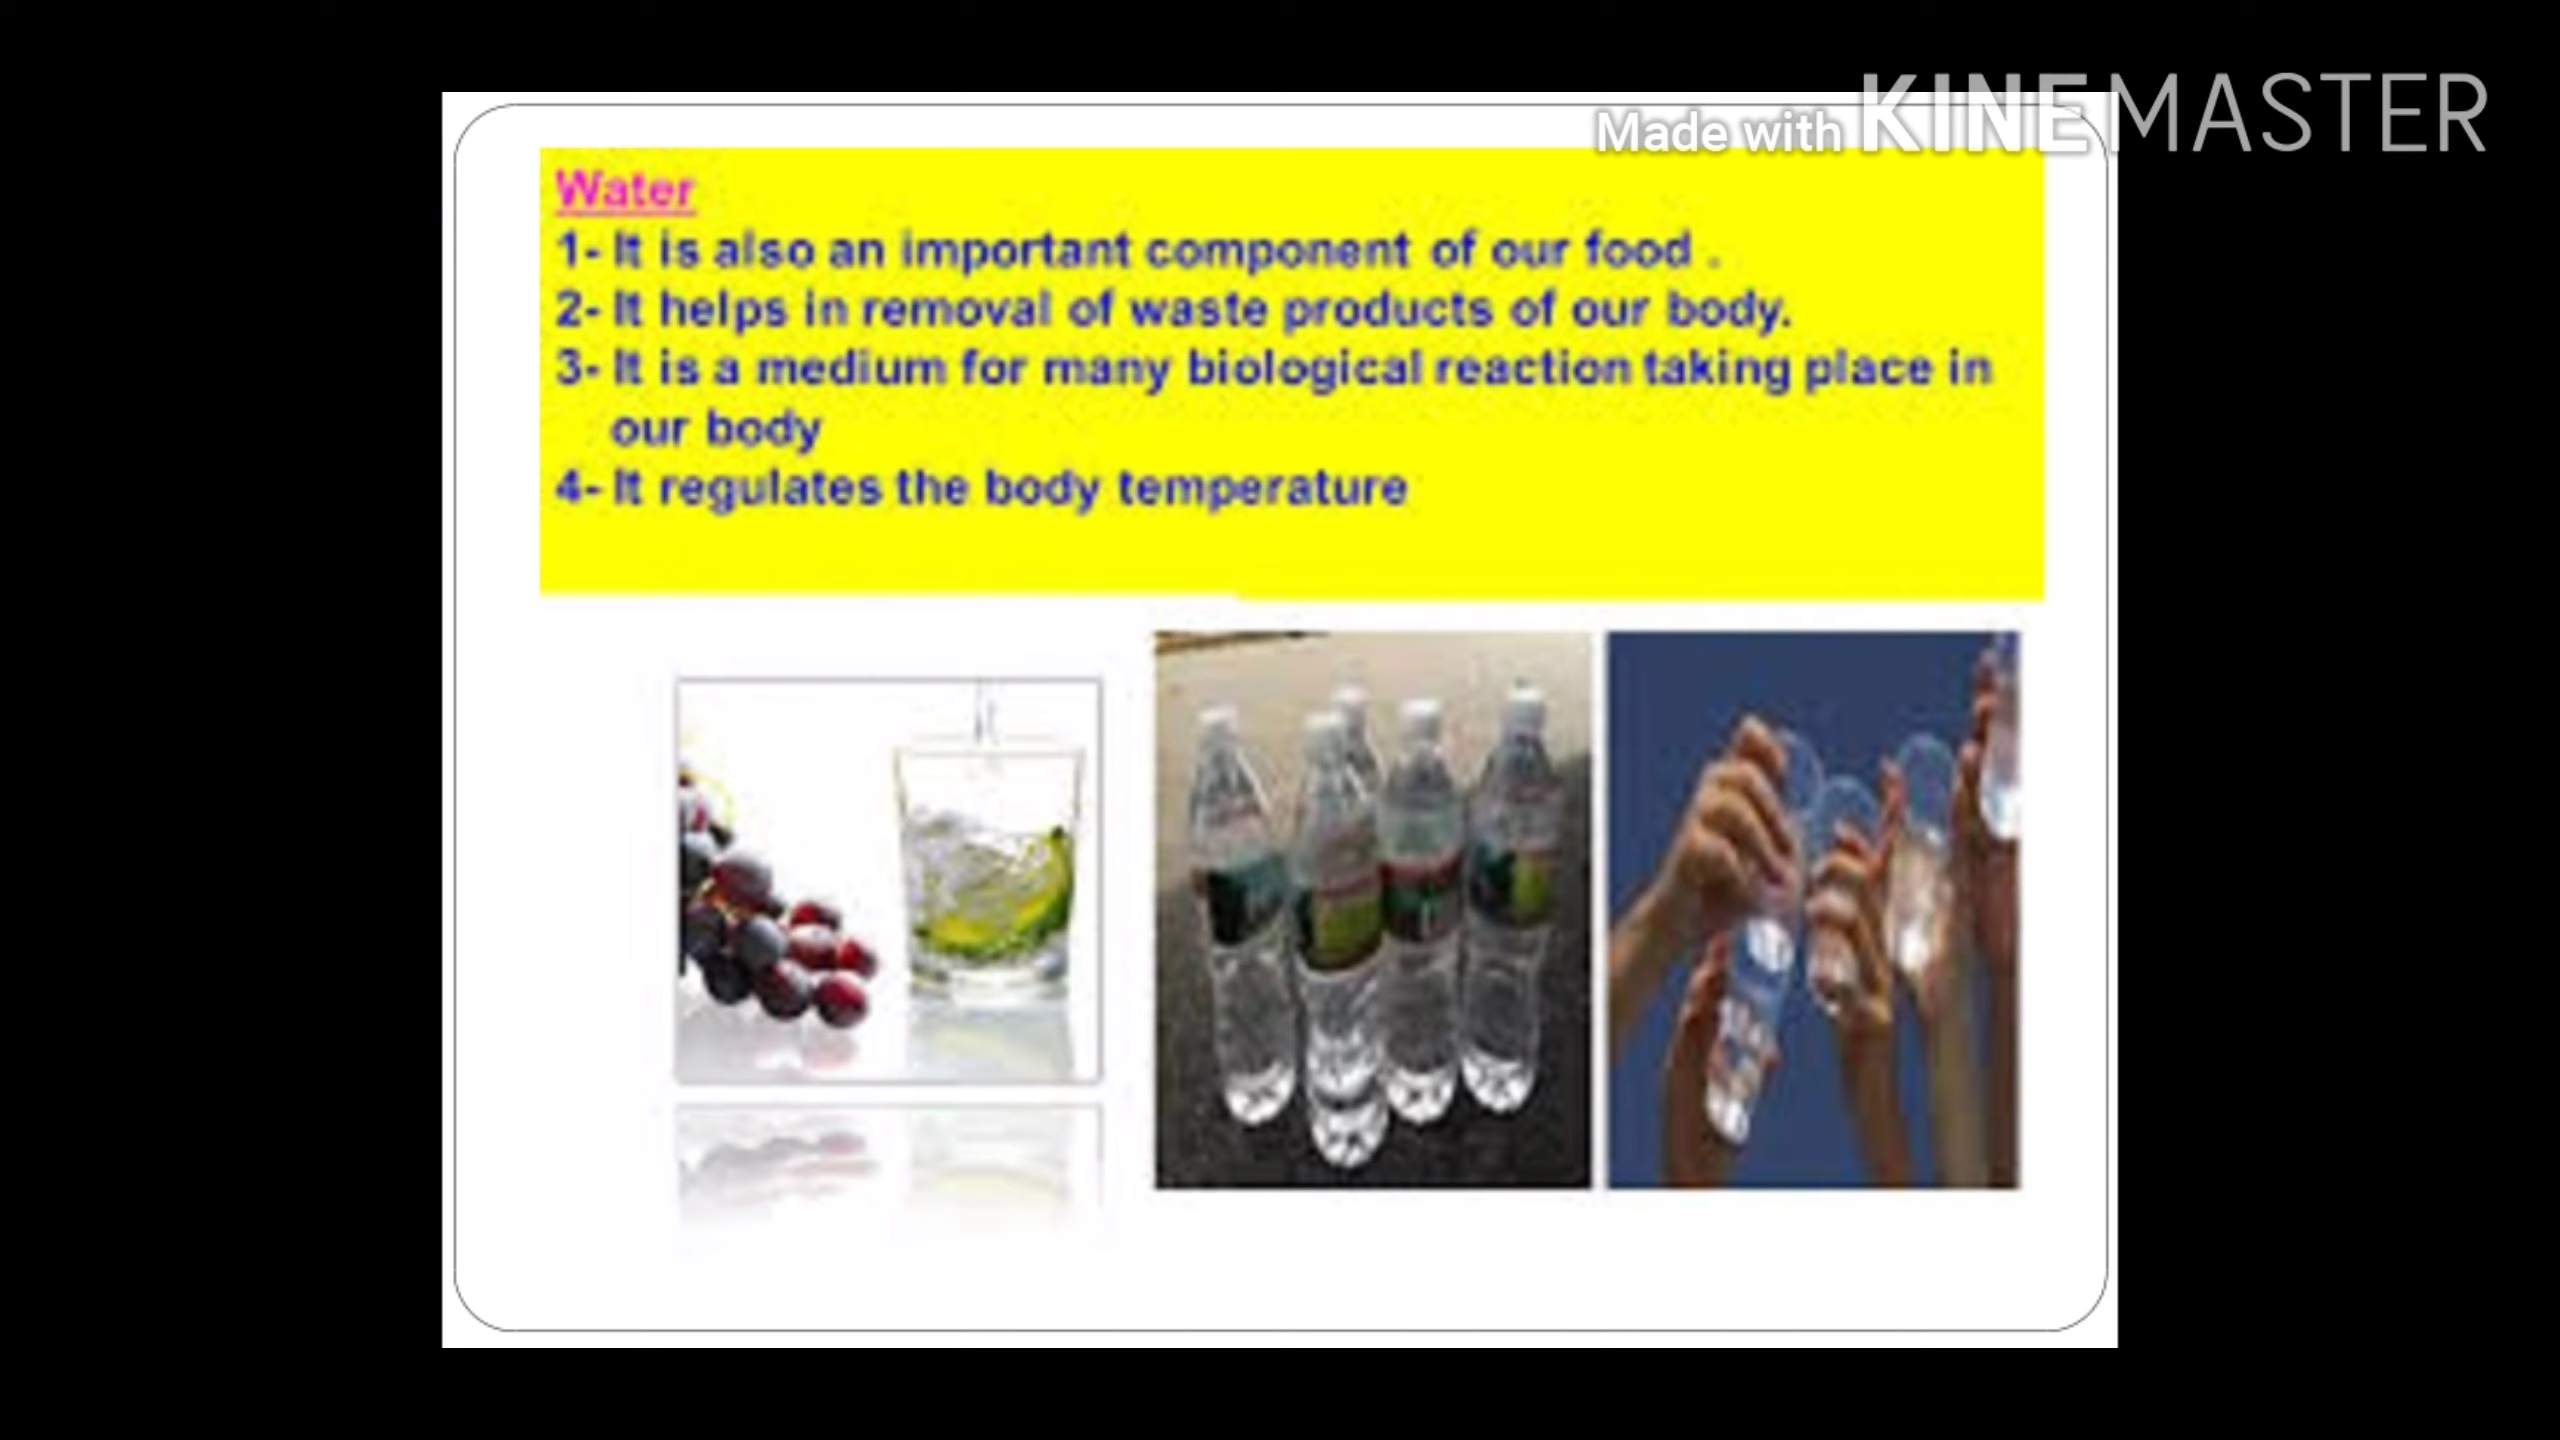 Made with KINEMASTER
Water
1- It is also an important component of our food .
2- It helps in removal of waste products of our body.
3- It is a medium for many biological reaction taking place in
our body
4- It regulates the body temperature